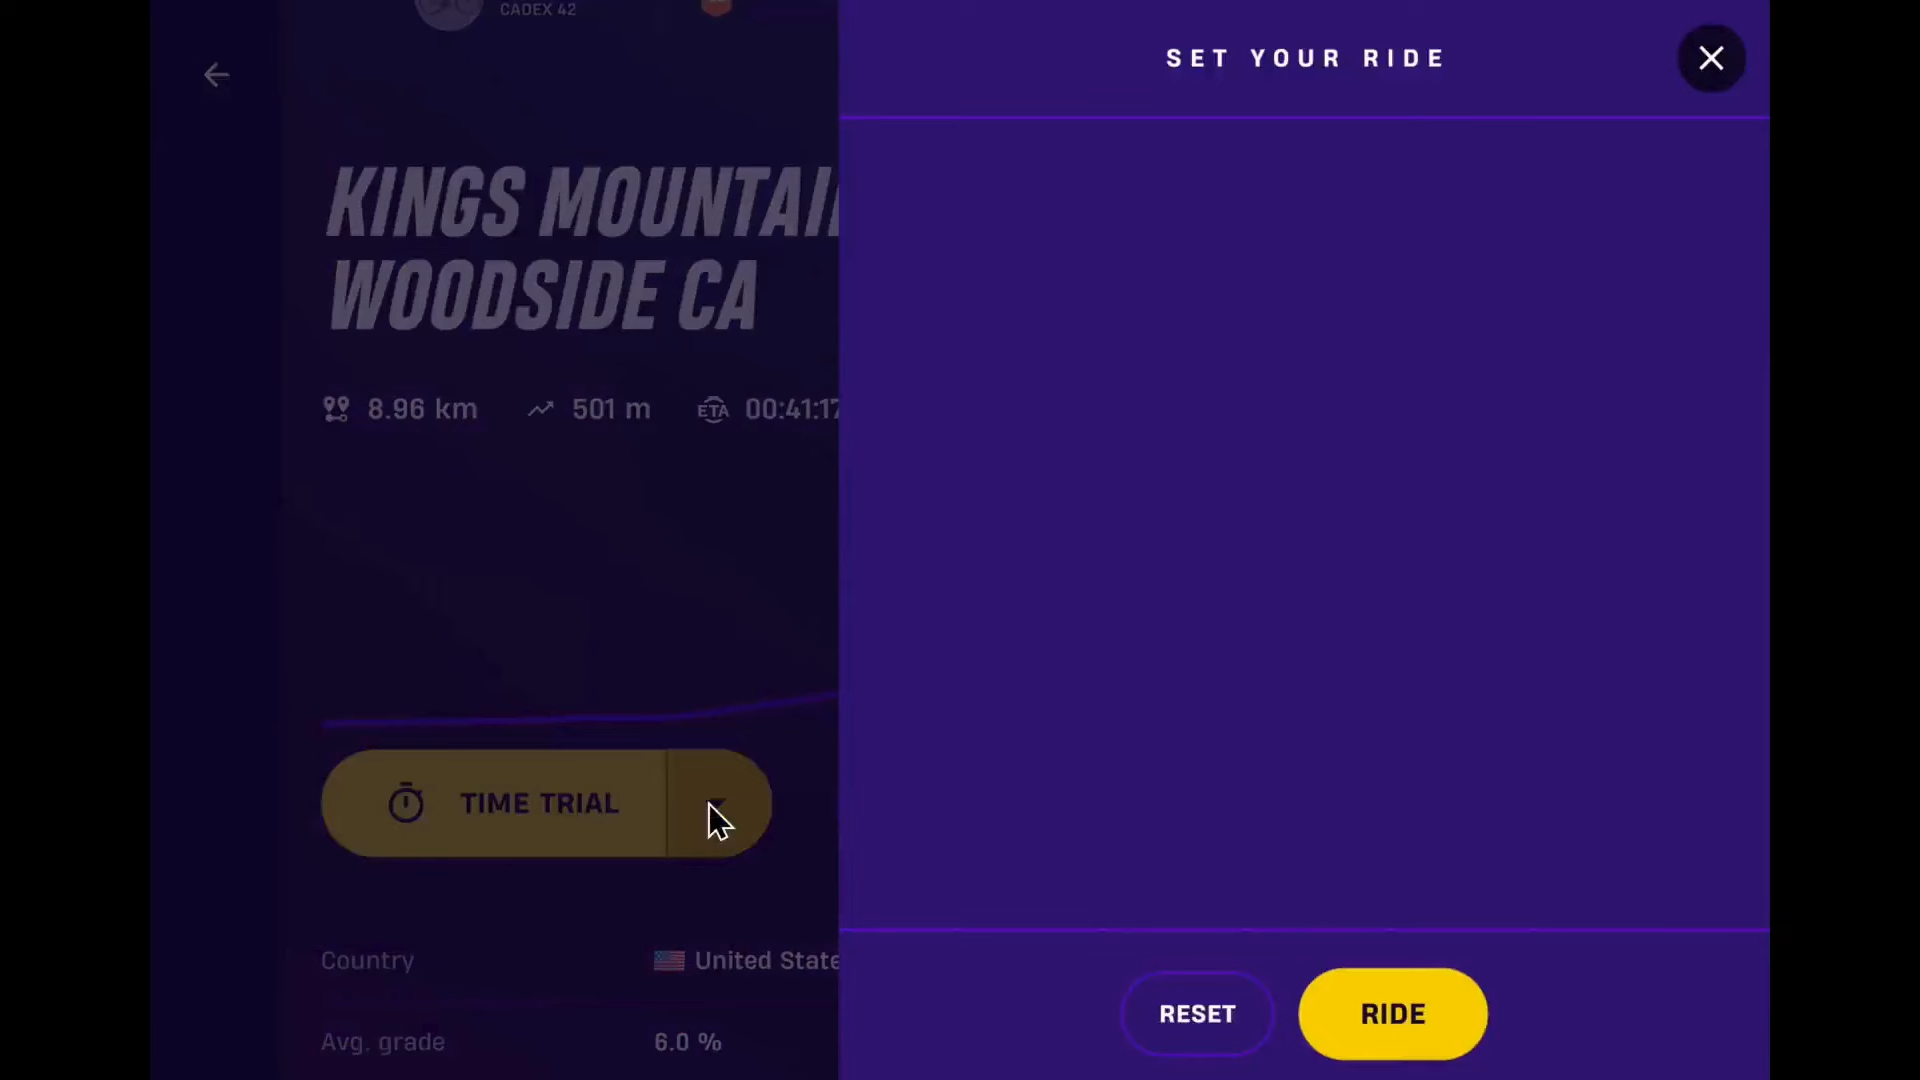 CADEX 42
SET YOUR RIDE
KINGS MOUNTAI
WOODSIDE CA
8.96 km 501 m ETA 00:41:17
TIME TRIAL
Country United State
Avg. grade 6.0 %
RESET RIDE